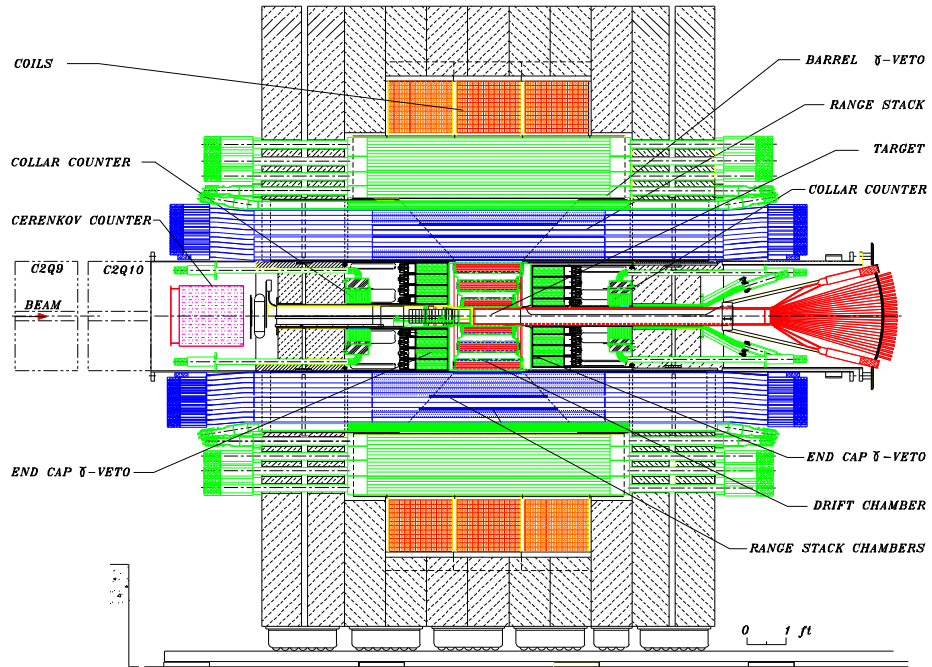 COILS
BARREL ɣ-VETO
RANGE STACK
TARGET
COLLAR COUNTER
COLLAR COUNTER
CERENKOV COUNTER
C2Q9
C2Q10
BEAM
END CAP ɣ-VETO
END CAP ɣ-VETO
DRIFT CHAMBER
RANGE STACK CHAMBERS
0 1 ft